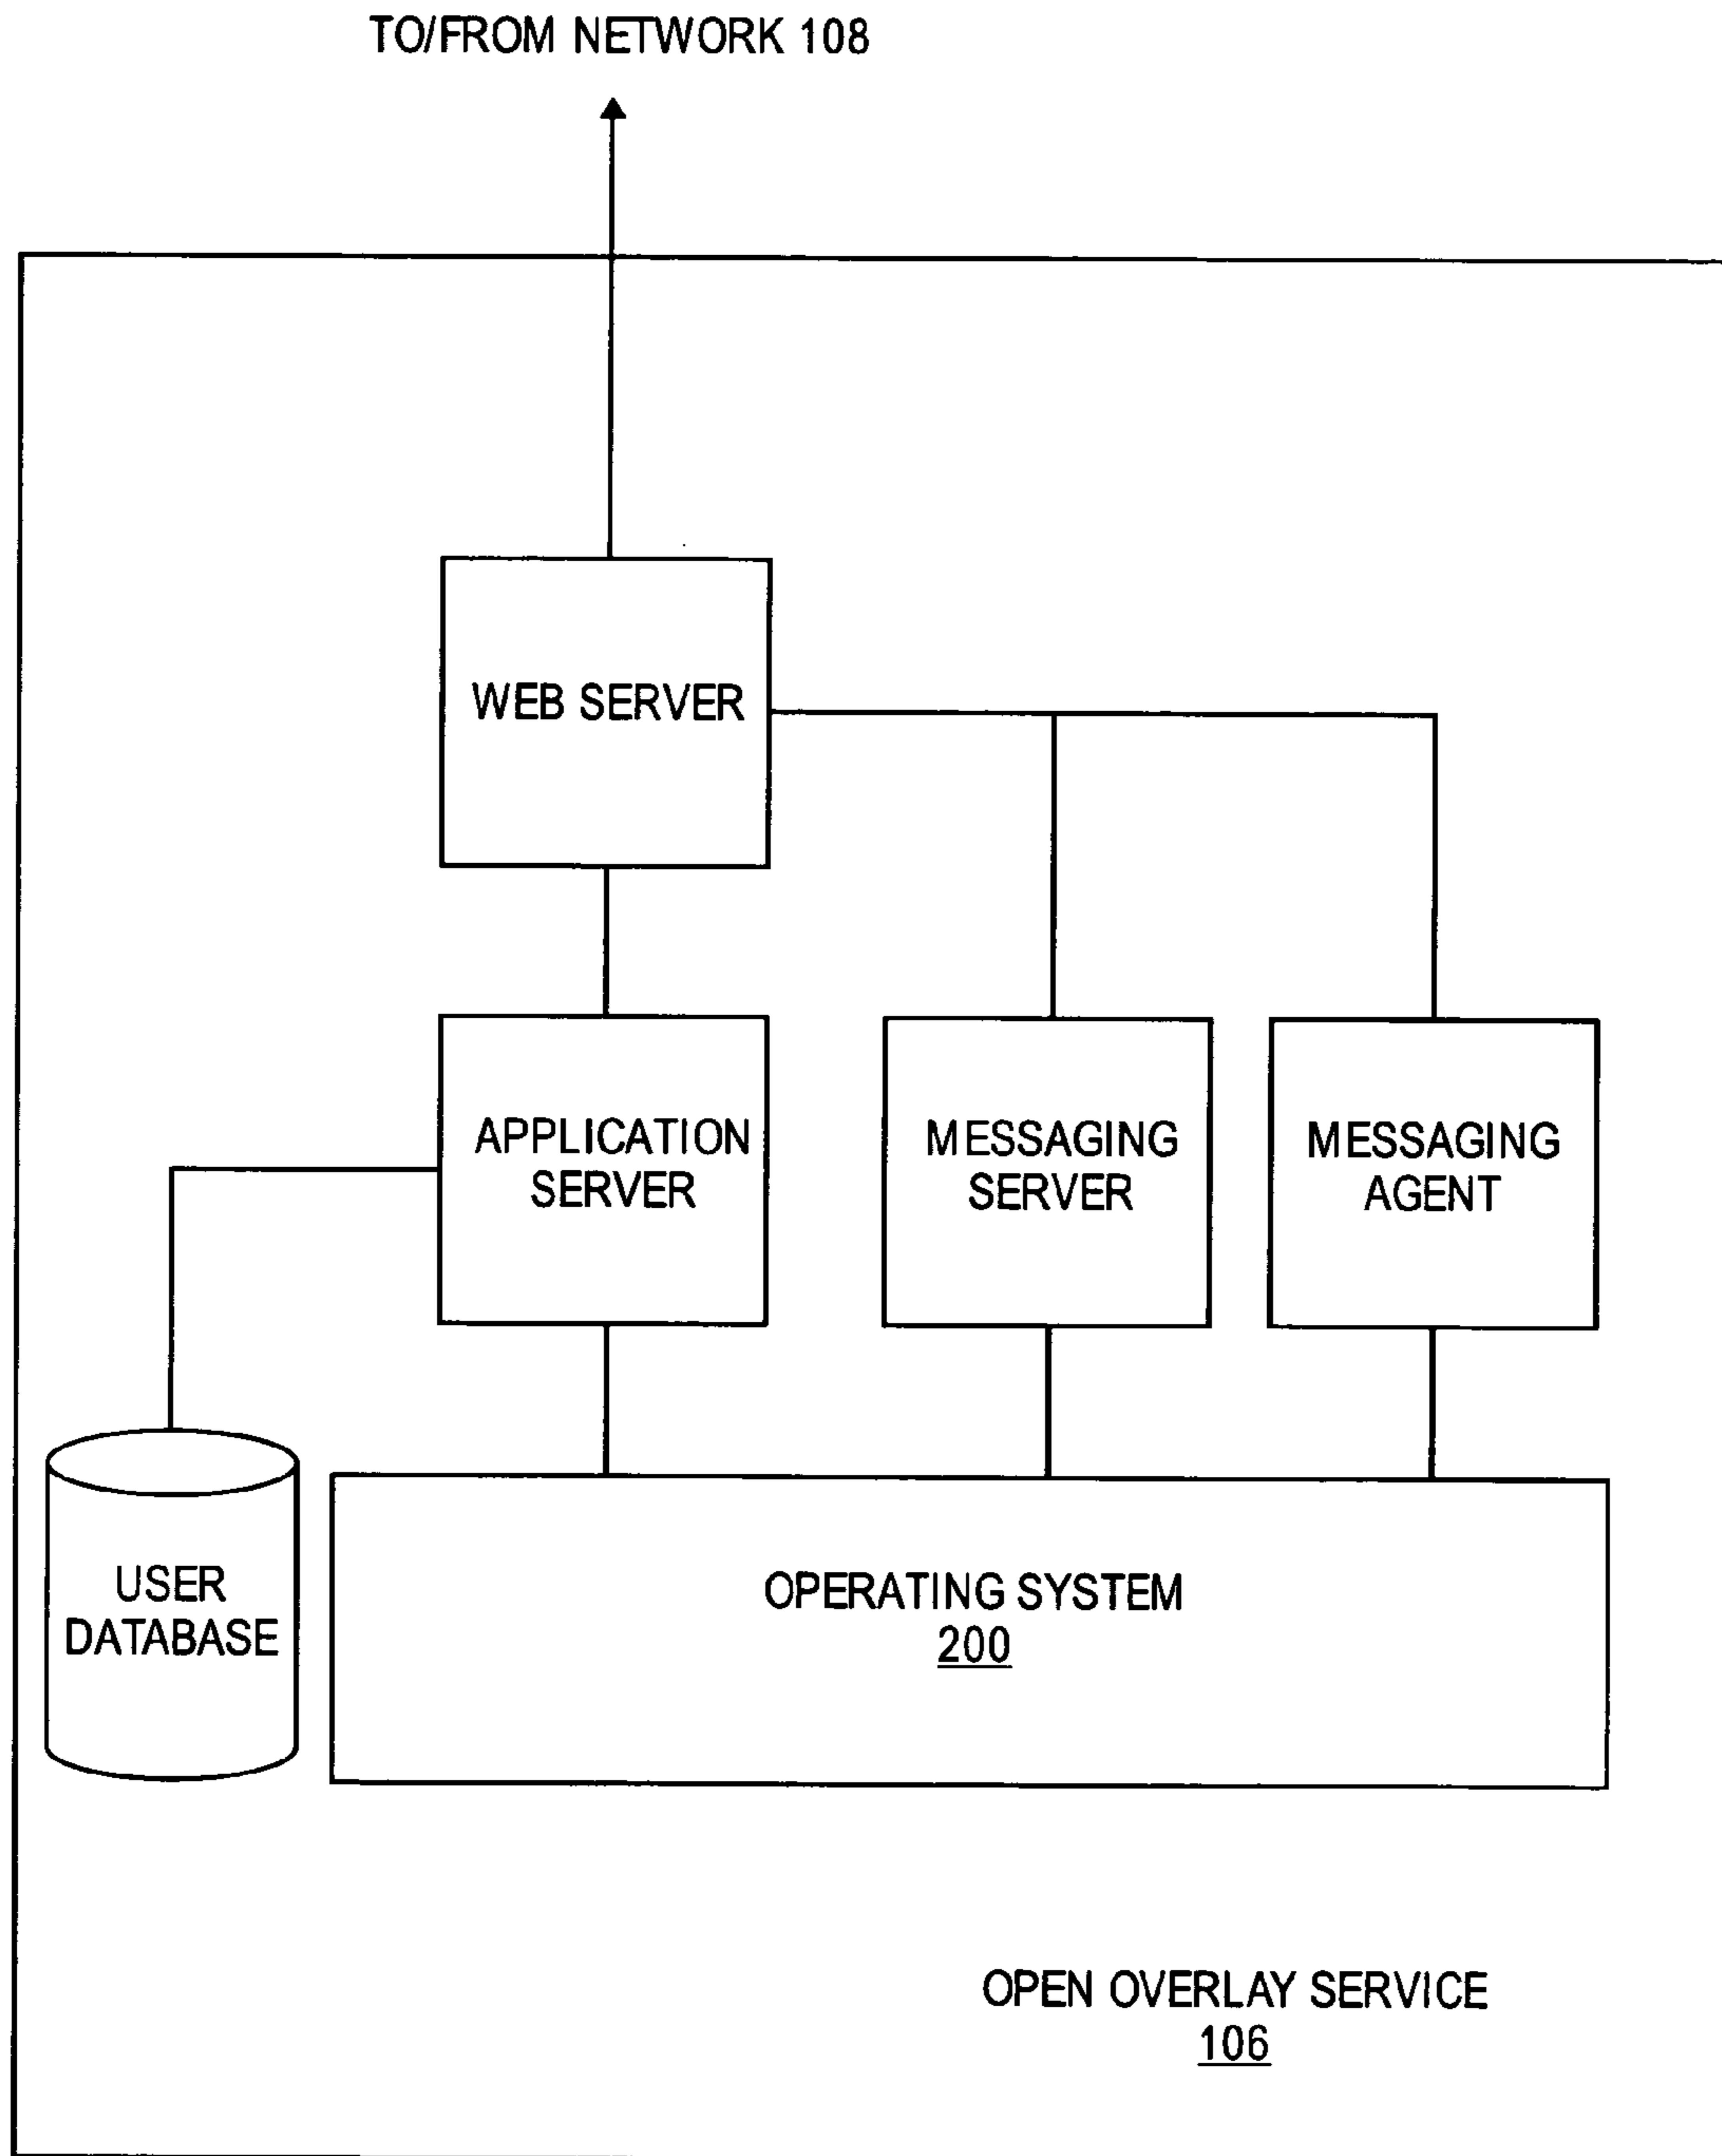 TO/FROM NETWORK 108
WEB SERVER
APPLICATION
SERVER
MESSAGING
SERVER
MESSAGING
AGENT
USER
DATABASE
OPERATING SYSTEM
200
OPEN OVERLAY SERVICE
106